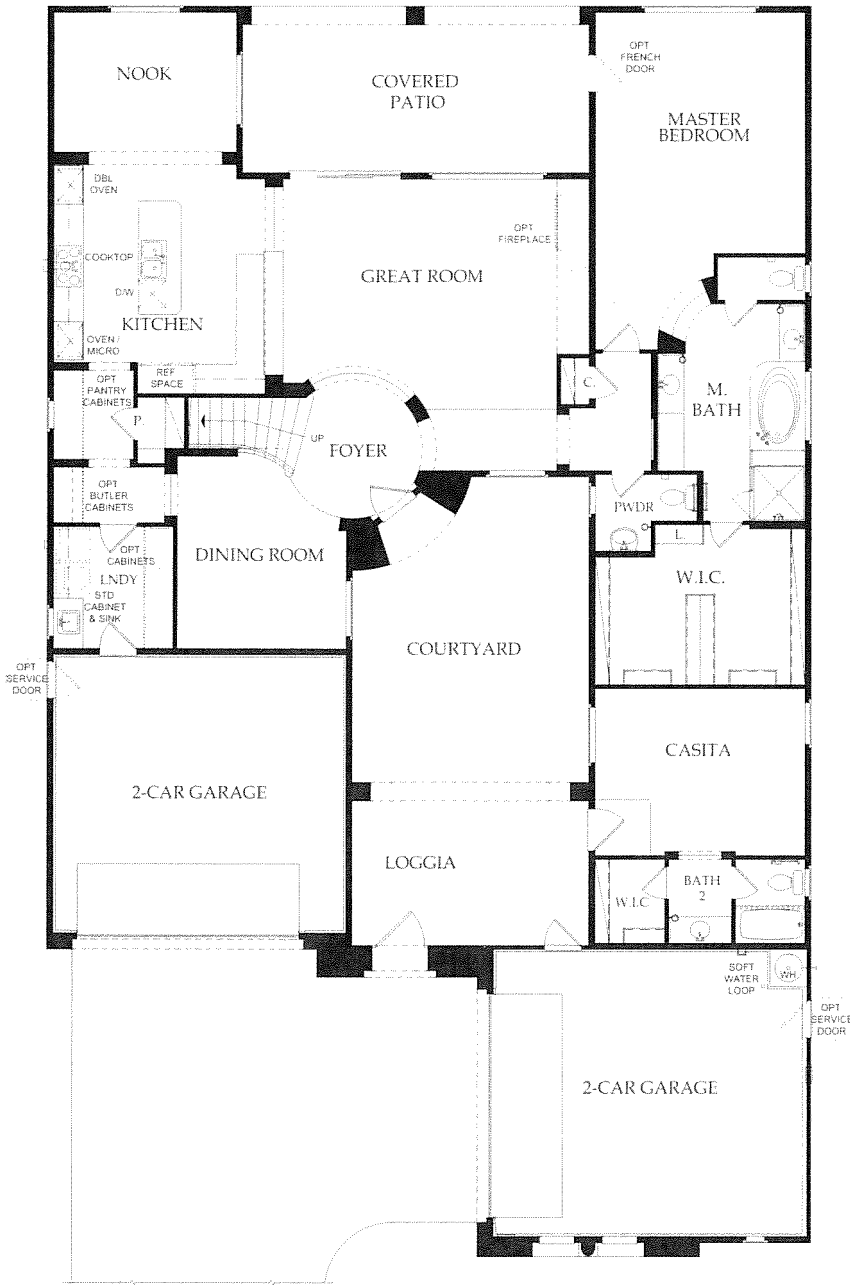 NOOK
COVERED
PATIO
OPT
FRENCH
DOOR
MASTER
BEDROOM
DBL
OVEN
COOKTOP
D/W
KITCHEN
OVEN /
MICRO
OPT
FIREPLACE
GREAT ROOM
REF
SPACE
OPT
PANTRY
CABINETS
P.
UP
FOYER
C.
M.
BATH
OPT
BUTLER
CABINETS
PWDR
L.
W.I.C.
DINING ROOM
OPT
CABINETS
LNDY
STD
CABINET
& SINK
COURTYARD
OPT
SERVICE
DOOR
CASITA
2-CAR GARAGE
LOGGIA
W.I.C
BATH
2
SOFT
WATER
LOOP
WH
OPT
SERVICE
DOOR
2-CAR GARAGE